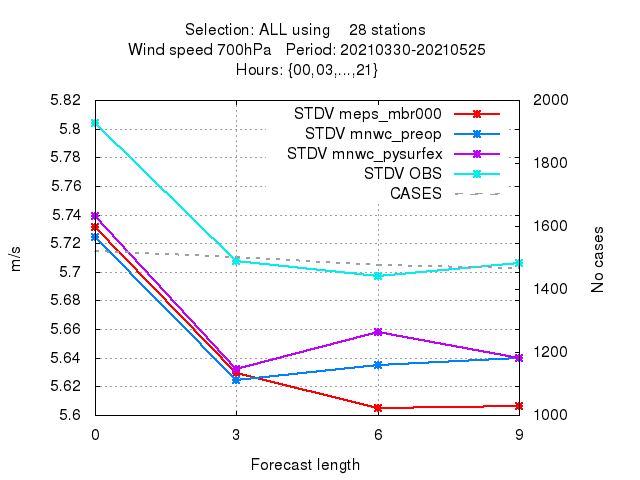 Selection: ALL using 28 stations
Wind speed 700hPa Period: 20210330-20210525
Hours: {00,03,...,21}
STDV meps_mbr000
STDV mnwc_preop
STDV mnwc_pysurfex
STDV OBS
CASES
5.82
5.8
5.78
5.76
5.74
5.72
5.7
5.68
5.66
5.64
5.62
5.6
m/s
2000
1800
1600
1400
1200
1000
No cases
0
3
6
9
Forecast length